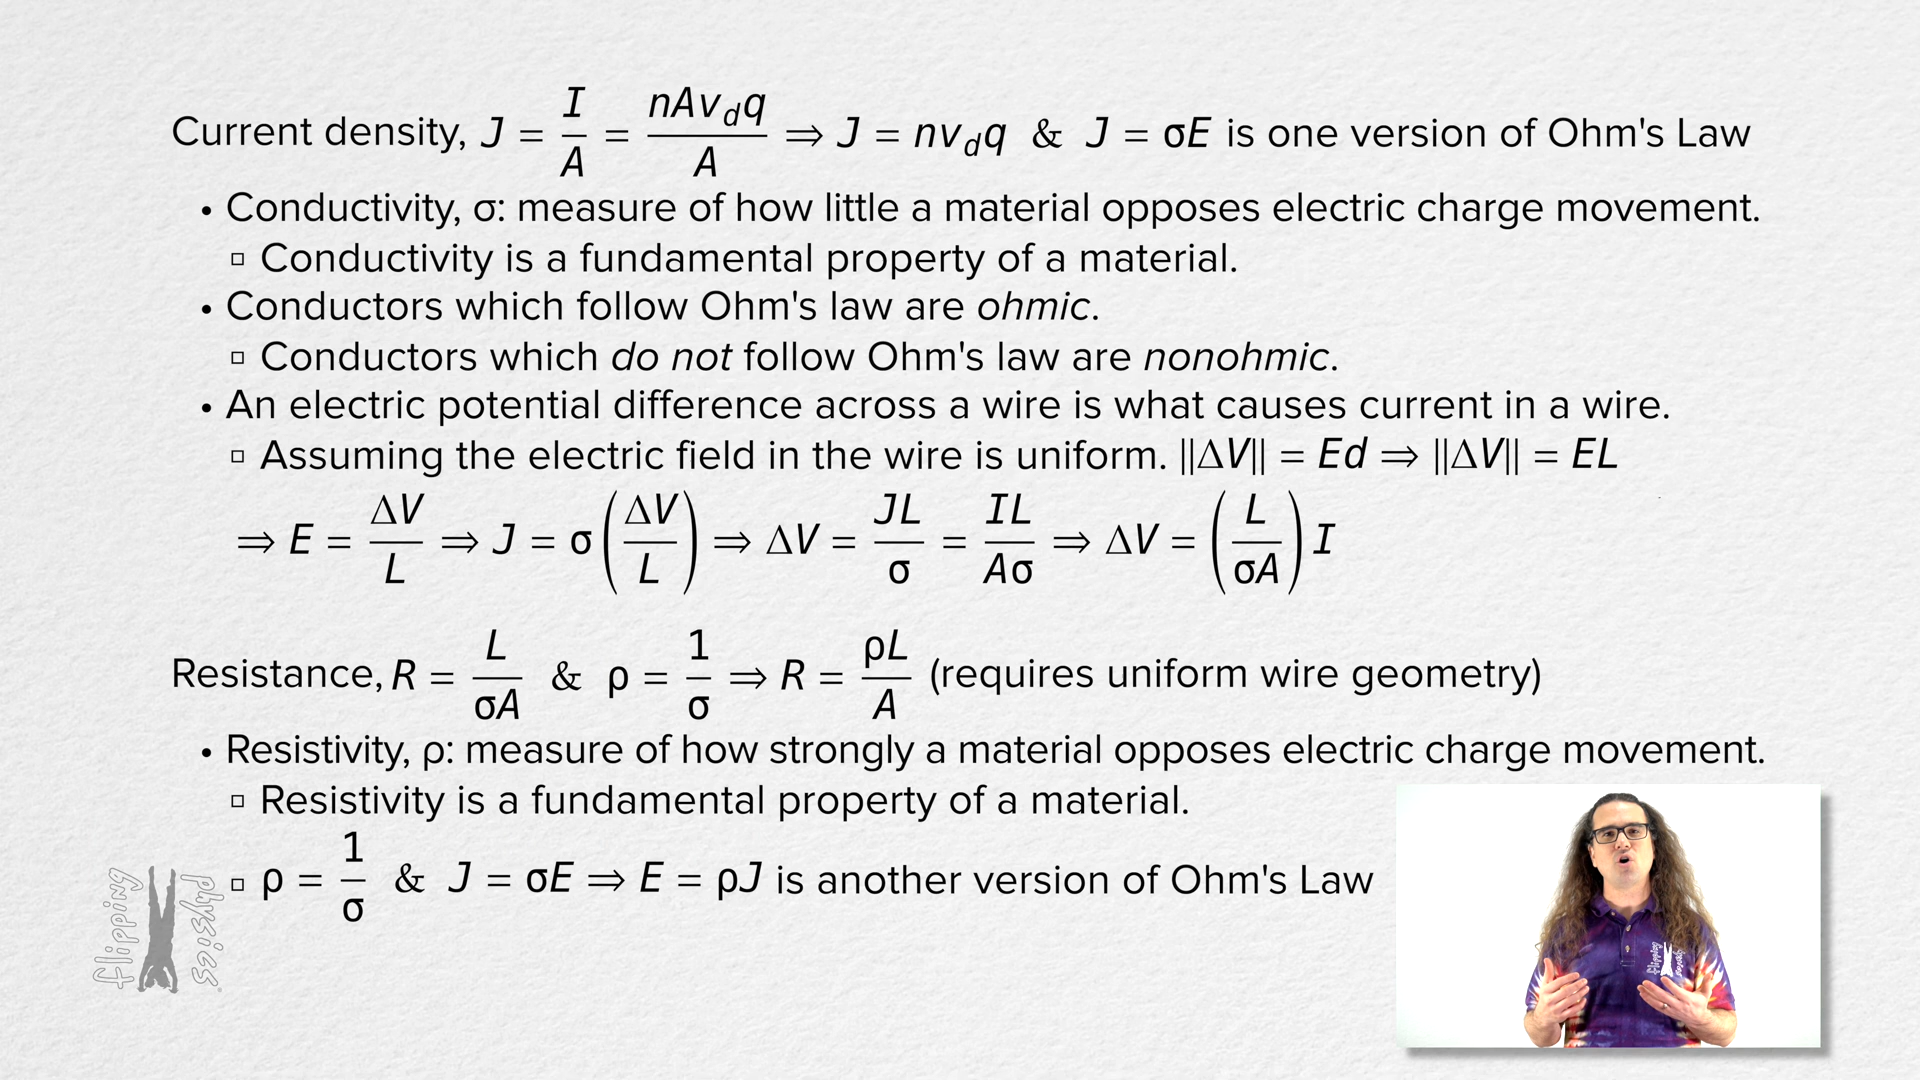 Current density, J = I/A = nAv_dq/A ⇒ J = nv_dq & J = σE is one version of Ohm's Law
• Conductivity, σ: measure of how little a material opposes electric charge movement.
▫ Conductivity is a fundamental property of a material.
• Conductors which follow Ohm's law are ohmic.
▫ Conductors which do not follow Ohm's law are nonohmic.
• An electric potential difference across a wire is what causes current in a wire.
▫ Assuming the electric field in the wire is uniform. ||ΔV|| = Ed ⇒ ||ΔV|| = EL
⇒ E = ΔV/L ⇒ J = σ(ΔV/L) ⇒ ΔV = JL/σ = IL/Aσ ⇒ ΔV = (L/σA)I
Resistance, R = L/σA & ρ = 1/σ ⇒ R = ρL/A (requires uniform wire geometry)
• Resistivity, ρ: measure of how strongly a material opposes electric charge movement.
▫ Resistivity is a fundamental property of a material.
▫ ρ = 1/σ & J = σE ⇒ E = ρJ is another version of Ohm's Law
flipping physics
flipping physics